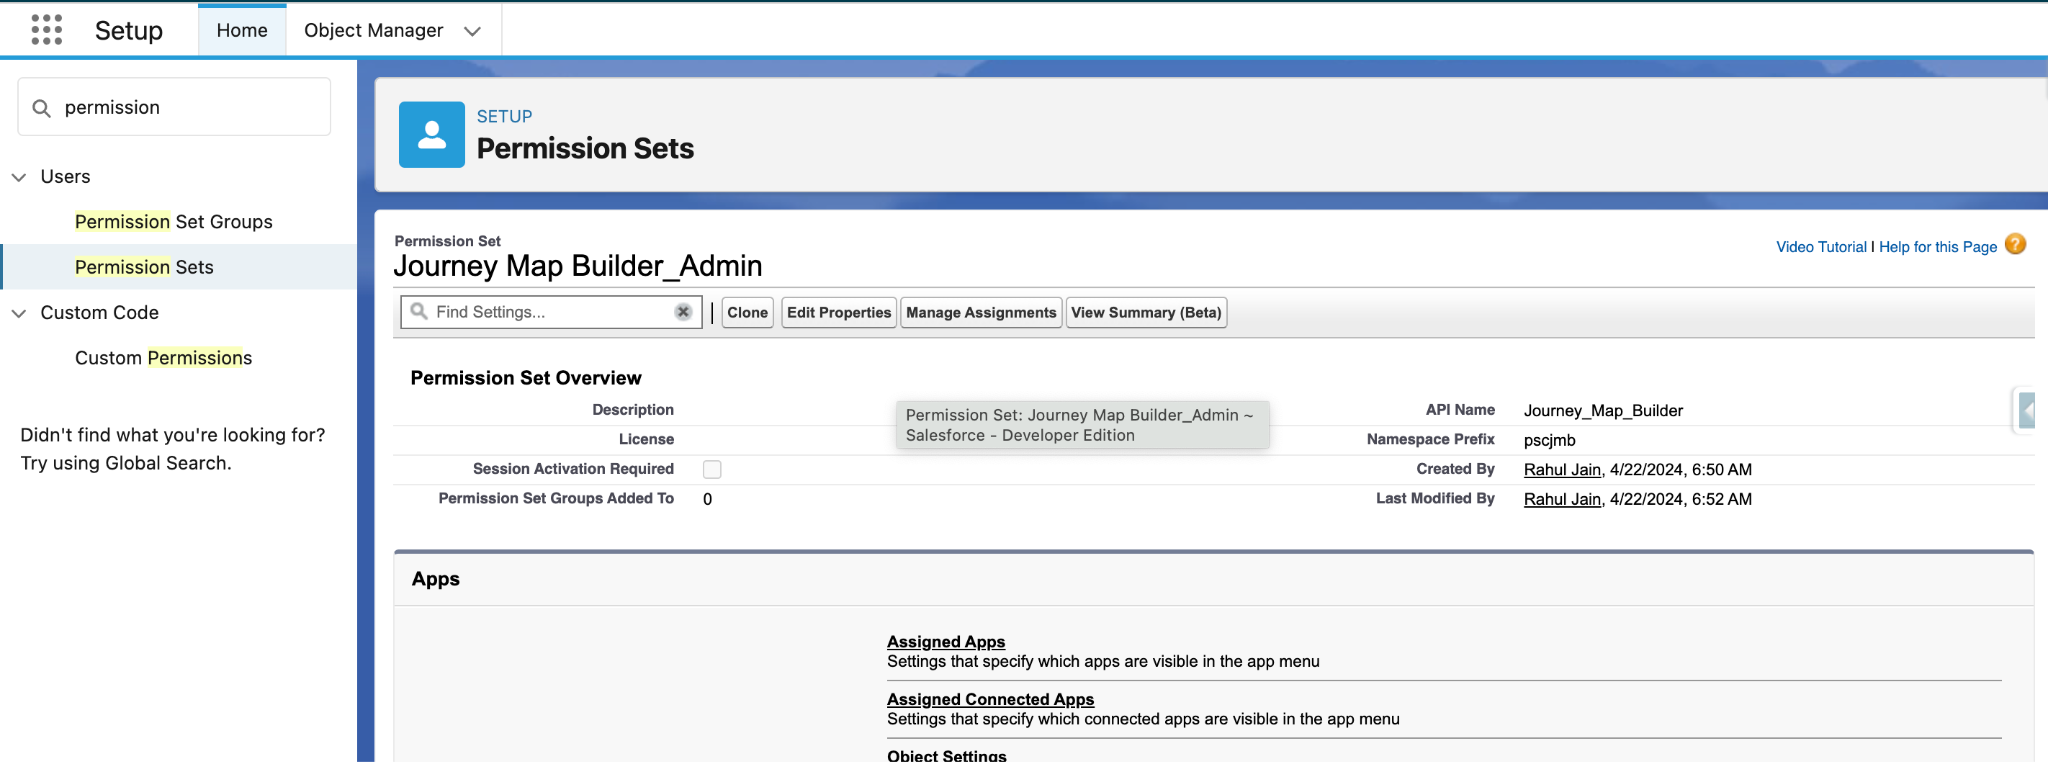 Setup
Home
Object Manager
permission
Users
Permission Set Groups
Permission Sets
Custom Code
Custom Permissions
Didn't find what you're looking for?
Try using Global Search.
SETUP
Permission Sets
Permission Set
Journey Map Builder_Admin
Video Tutorial | Help for this Page ?
Find Settings...
Clone
Edit Properties
Manage Assignments
View Summary (Beta)
Permission Set Overview
Description
API Name Journey_Map_Builder
License
Namespace Prefix pscjmb
Session Activation Required
Created By Rahul Jain, 4/22/2024, 6:50 AM
Permission Set Groups Added To 0
Last Modified By Rahul Jain, 4/22/2024, 6:52 AM
Permission Set: Journey Map Builder_Admin ~
Salesforce - Developer Edition
Apps
Assigned Apps
Settings that specify which apps are visible in the app menu
Assigned Connected Apps
Settings that specify which connected apps are visible in the app menu
Object Settings